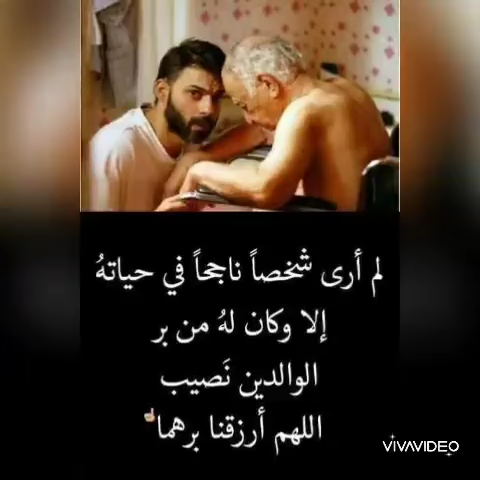 لم أرى شخصاً ناجحاً في حياتهُ
إلا وكان لهُ من بر
الوالدين نَصيب
اللهم أرزقنا برهما
VIVAVIDEO